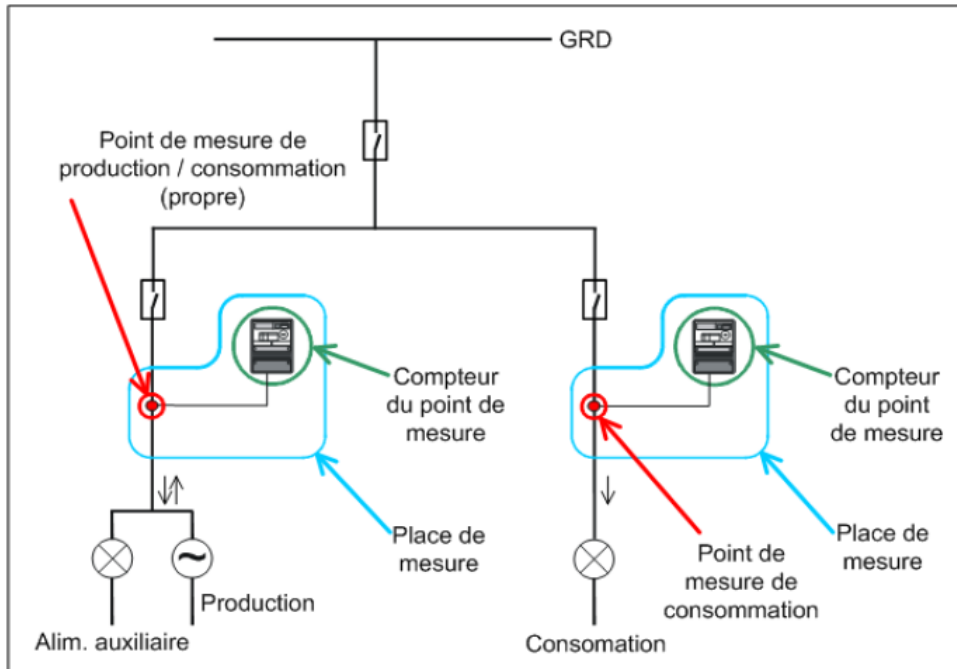 GRD
Point de mesure de
production / consommation
(propre)
Compteur
du point de
mesure
Compteur
du point
de mesure
Place de
mesure
Point de
mesure de
consommation
Place de
mesure
Production
Alim. auxiliaire
Consomation